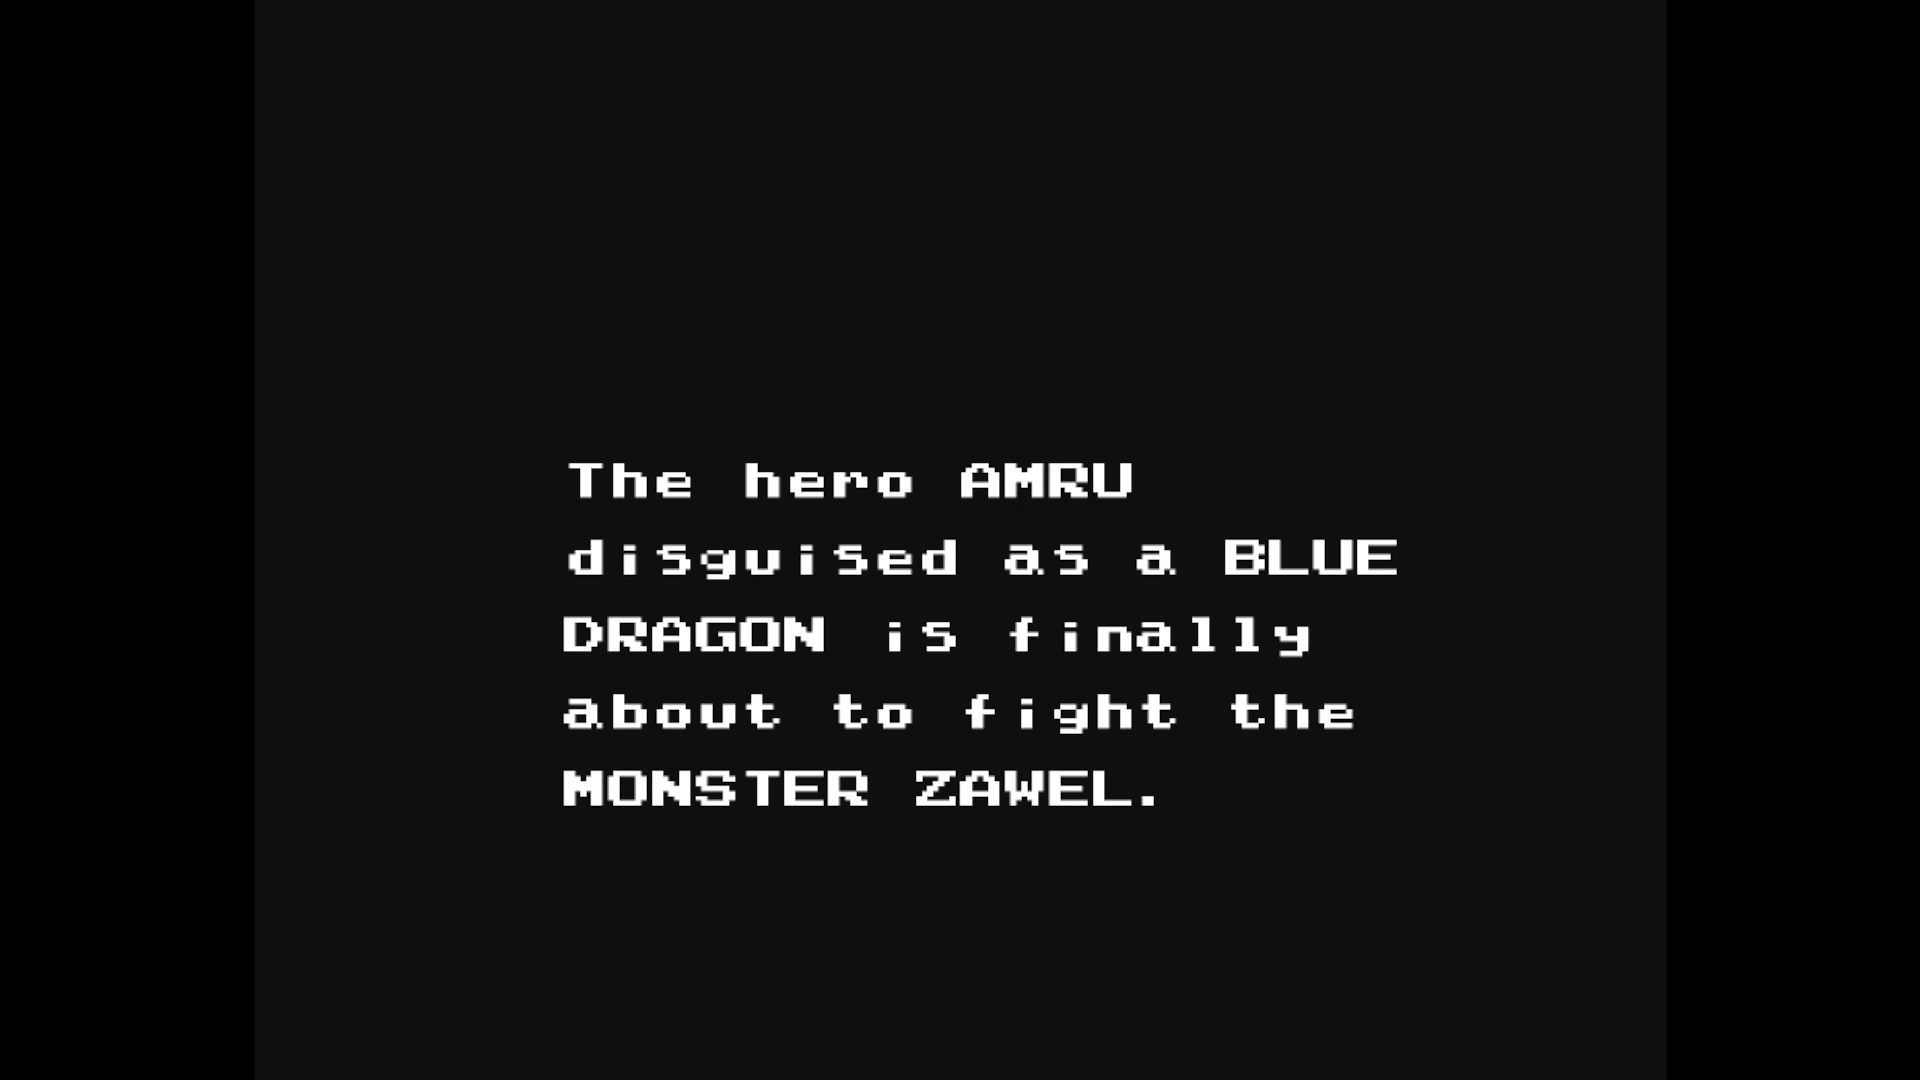 The hero AMRU
disguised as a BLUE
DRAGON is finally
about to fight the
MONSTER ZAWEL.